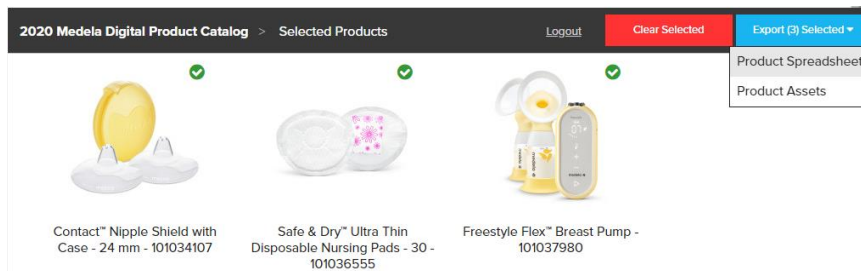 2020 Medela Digital Product Catalog > Selected Products Logout Clear Selected Export (3) Selected
Product Spreadsheet
Product Assets
Contact™ Nipple Shield with
Case - 24 mm - 101034107
Safe & Dry™ Ultra Thin
Disposable Nursing Pads - 30 -
101036555
Freestyle Flex™ Breast Pump -
101037980